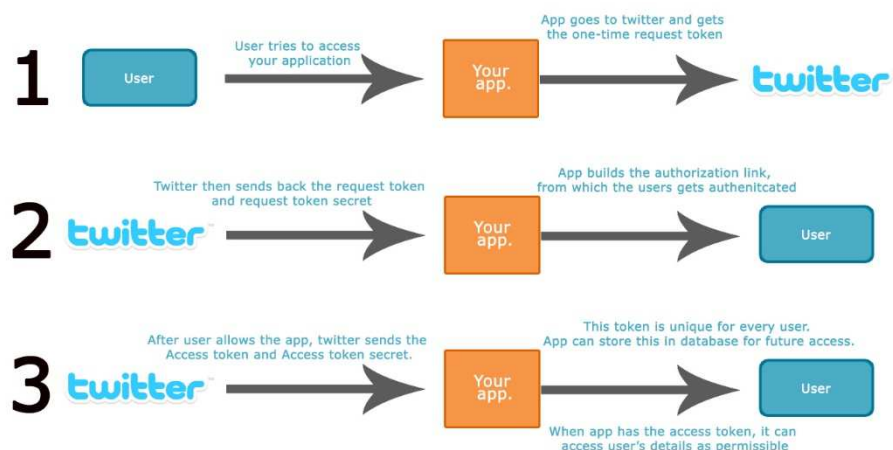 1
User
User tries to access
your application
Your
app.
App goes to twitter and gets
the one-time request token
twitter
2
twitter
Twitter then sends back the request token
and request token secret
Your
app.
App builds the authorization link,
from which the users gets authenitcated
User
3
twitter
After user allows the app, twitter sends the
Access token and Access token secret.
Your
app.
This token is unique for every user.
App can store this in database for future access.
User
When app has the access token, it can
access user's details as permissible